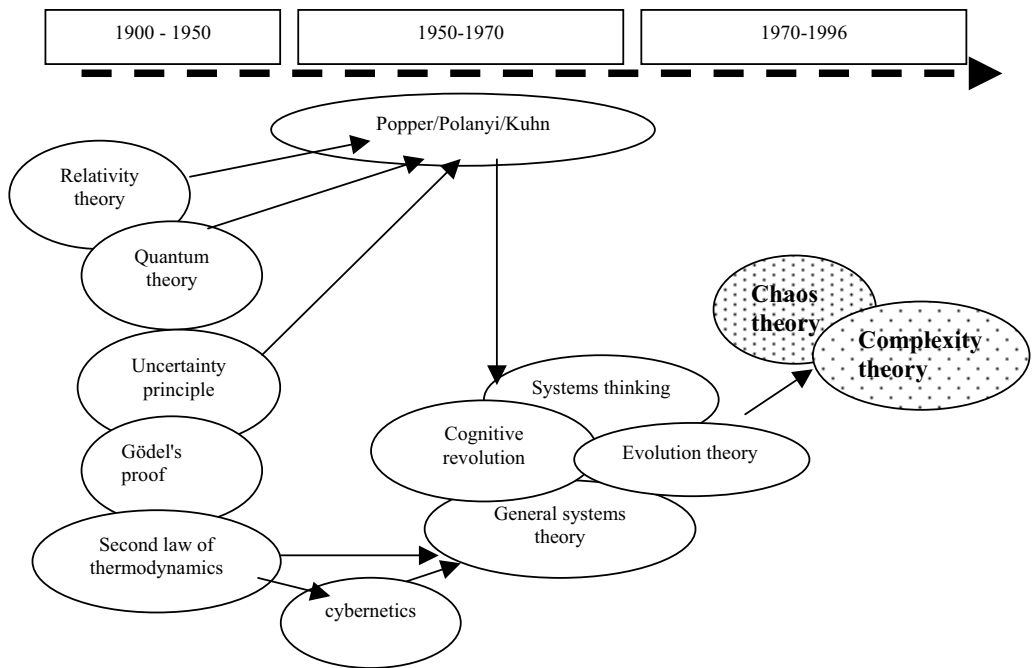 1900 - 1950
1950-1970
1970-1996
Popper/Polanyi/Kuhn
Relativity
theory
Quantum
theory
Uncertainty
principle
Gödel's
proof
Second law of
thermodynamics
cybernetics
Systems thinking
Cognitive
revolution
Evolution theory
General systems
theory
Chaos
theory
Complexity
theory